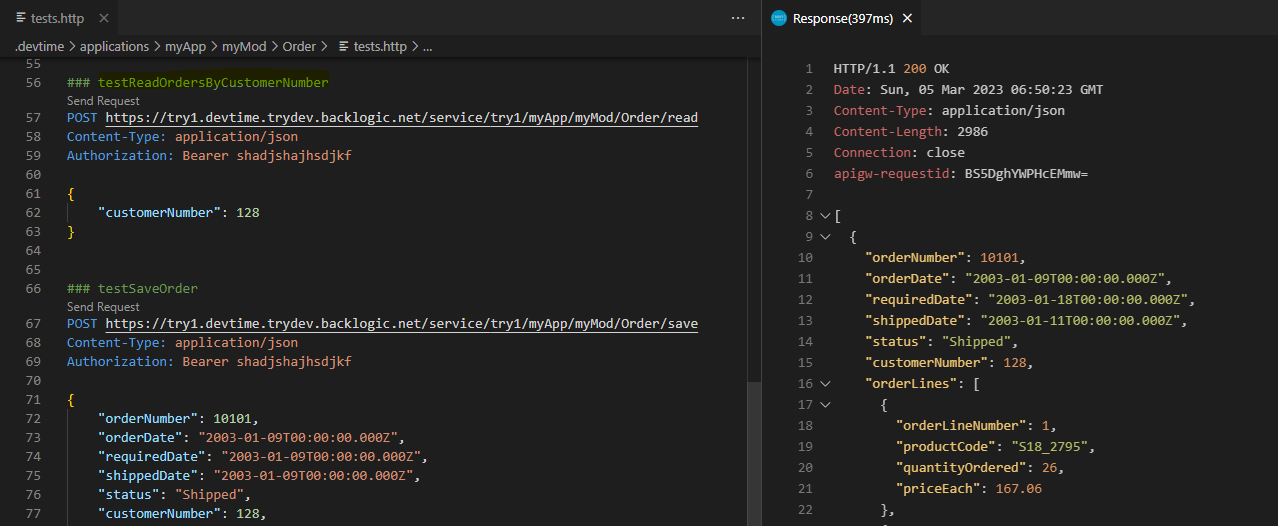 tests.http
.devtime > applications > myApp > myMod > Order > tests.http > ...
55
56 ### testReadOrdersByCustomerNumber
Send Request
57 POST https://try1.devtime.trydev.backlogic.net/service/try1/myApp/myMod/Order/read
58 Content-Type: application/json
59 Authorization: Bearer shadjshajhsdjkf
60
61 {
62 "customerNumber": 128
63 }
64
65
66 ### testSaveOrder
Send Request
67 POST https://try1.devtime.trydev.backlogic.net/service/try1/myApp/myMod/Order/save
68 Content-Type: application/json
69 Authorization: Bearer shadjshajhsdjkf
70
71 {
72 "orderNumber": 10101,
73 "orderDate": "2003-01-09T00:00:00.000Z",
74 "requiredDate": "2003-01-09T00:00:00.000Z",
75 "shippedDate": "2003-01-09T00:00:00.000Z",
76 "status": "Shipped",
77 "customerNumber": 128,
Response(397ms)
1 HTTP/1.1 200 OK
2 Date: Sun, 05 Mar 2023 06:50:23 GMT
3 Content-Type: application/json
4 Content-Length: 2986
5 Connection: close
6 apigw-requestid: BS5DghYWPHcEMmw=
7
8 [
9 {
10 "orderNumber": 10101,
11 "orderDate": "2003-01-09T00:00:00.000Z",
12 "requiredDate": "2003-01-18T00:00:00.000Z",
13 "shippedDate": "2003-01-11T00:00:00.000Z",
14 "status": "Shipped",
15 "customerNumber": 128,
16 "orderLines": [
17 {
18 "orderLineNumber": 1,
19 "productCode": "S18_2795",
20 "quantityOrdered": 26,
21 "priceEach": 167.06
22 },